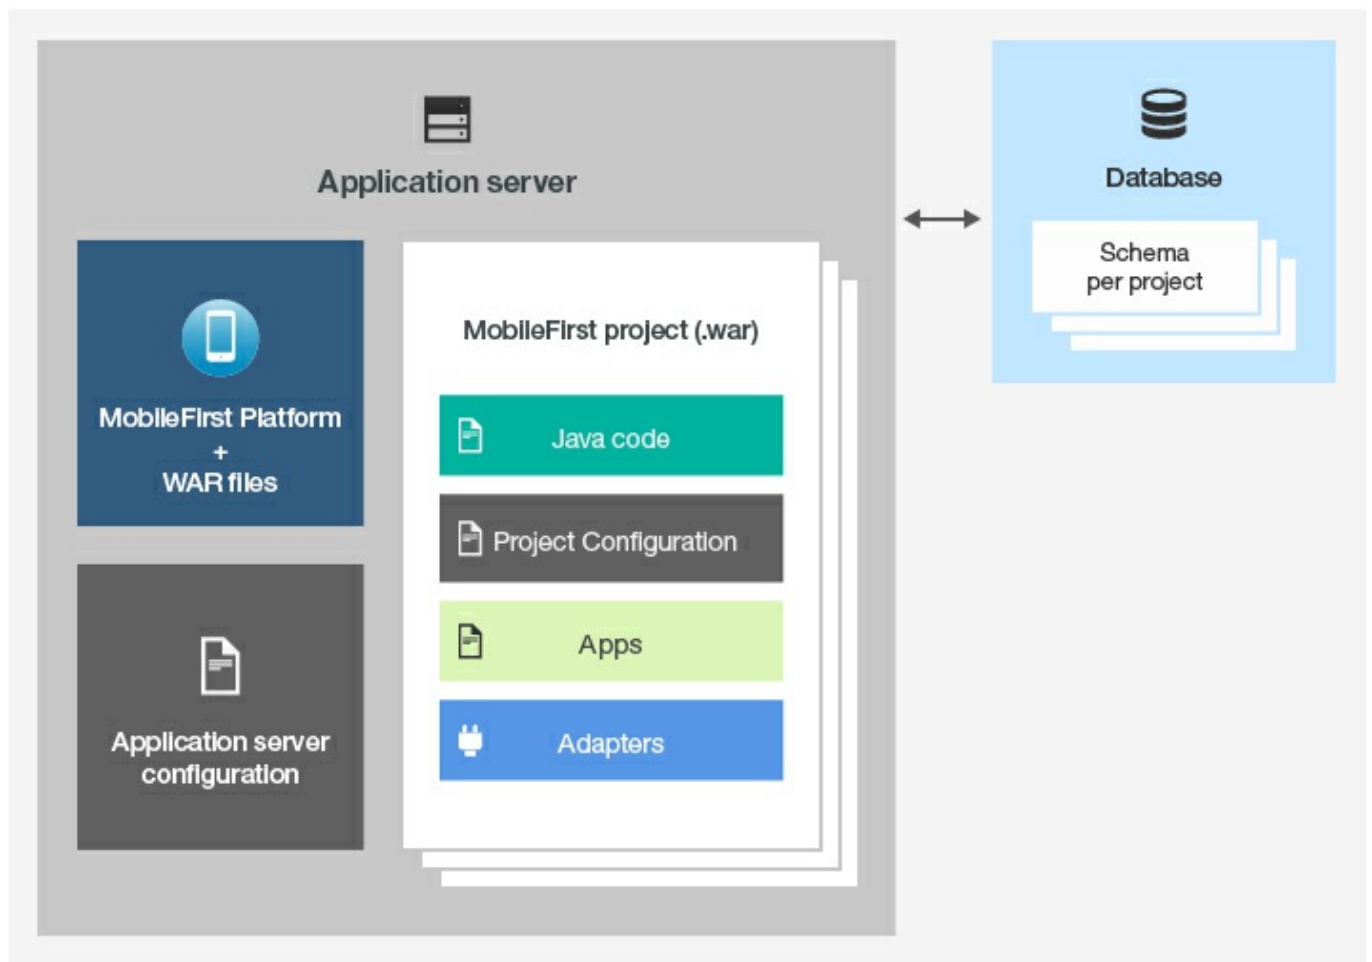 Application server
MobileFirst Platform
+
WAR files
Application server
configuration
MobileFirst project (.war)
Java code
Project Configuration
Apps
Adapters
Database
Schema
per project